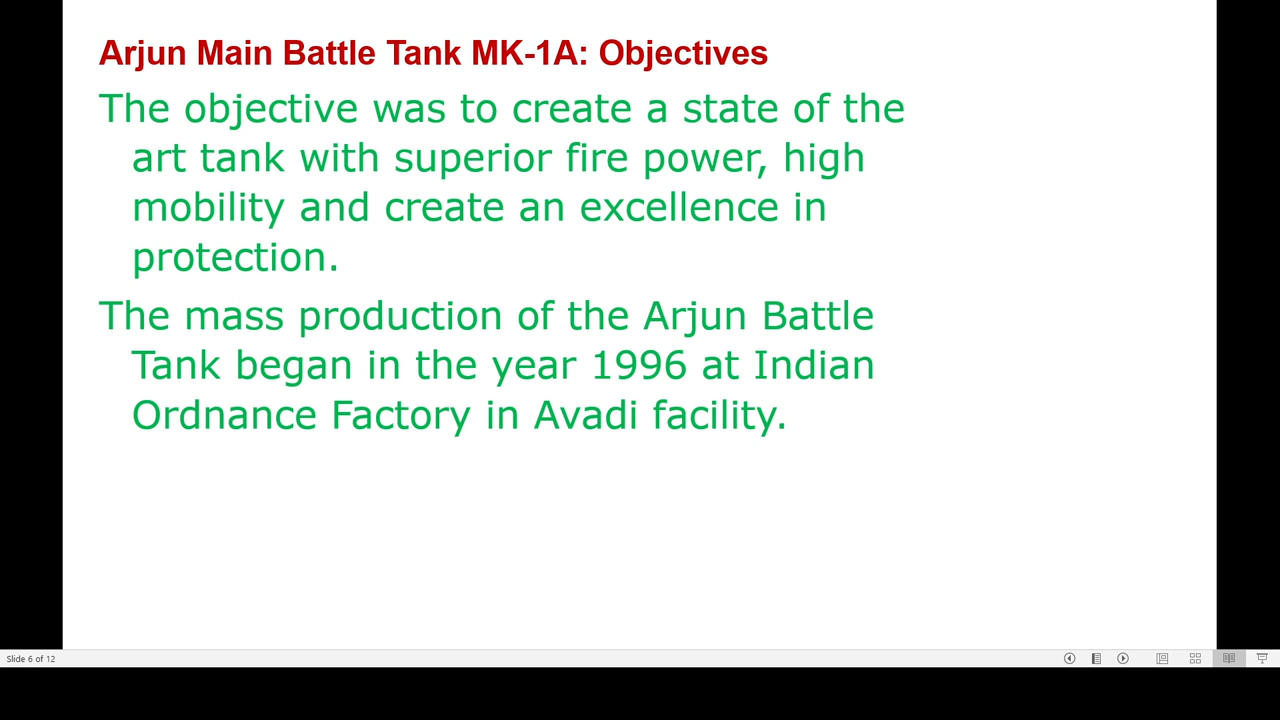 Arjun Main Battle Tank MK-1A: Objectives
The objective was to create a state of the
art tank with superior fire power, high
mobility and create an excellence in
protection.
The mass production of the Arjun Battle
Tank began in the year 1996 at Indian
Ordnance Factory in Avadi facility.
Slide 6 of 12